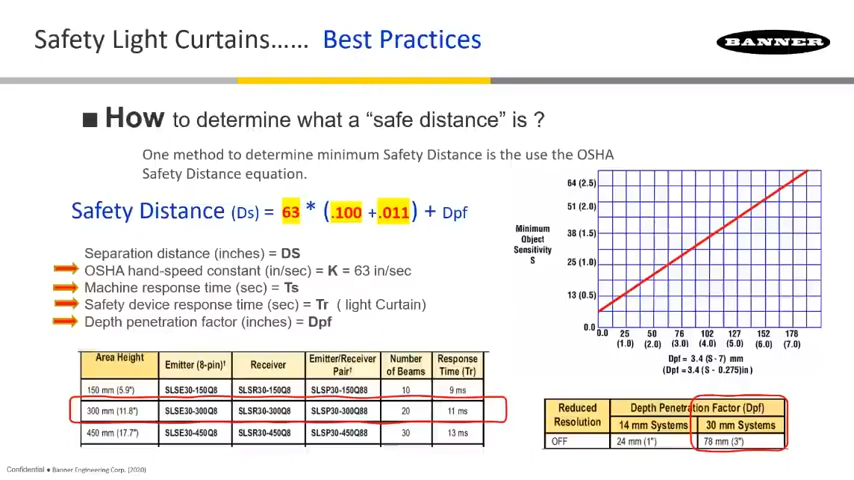 Safety Light Curtains...... Best Practices
BANNER
■ How to determine what a “safe distance” is ?
One method to determine minimum Safety Distance is the use the OSHA
Safety Distance equation.
Safety Distance (Ds) = 63 * (.100 +.011) + Dpf
Separation distance (inches) = DS
OSHA hand-speed constant (in/sec) = K = 63 in/sec
Machine response time (sec) = Ts
Safety device response time (sec) = Tr ( light Curtain)
Depth penetration factor (inches) = Dpf
Minimum
Object
Sensitivity
S
64 (2.5)
51 (2.0)
38 (1.5)
25 (1.0)
13 (0.5)
0.0
0.0 25 50 76 102 127 152 178
(1.0) (2.0) (3.0) (4.0) (5.0) (6.0) (7.0)
Dpf = 3.4 (S - 7) mm
(Dpf = 3.4 (S - 0.275)in)
Area Height Emitter (8-pin)† Receiver Emitter/Receiver Pair† Number of Beams Response Time (Tr)
150 mm (5.9") SLSE30-150Q8 SLSR30-150Q8 SLSP30-150Q88 10 9 ms
300 mm (11.8") SLSE30-300Q8 SLSR30-300Q8 SLSP30-300Q88 20 11 ms
450 mm (17.7") SLSE30-450Q8 SLSR30-450Q8 SLSP30-450Q88 30 13 ms
Reduced Resolution Depth Penetration Factor (Dpf)
14 mm Systems 30 mm Systems
OFF 24 mm (1") 78 mm (3")
Confidential ● Banner Engineering Corp. (2020)